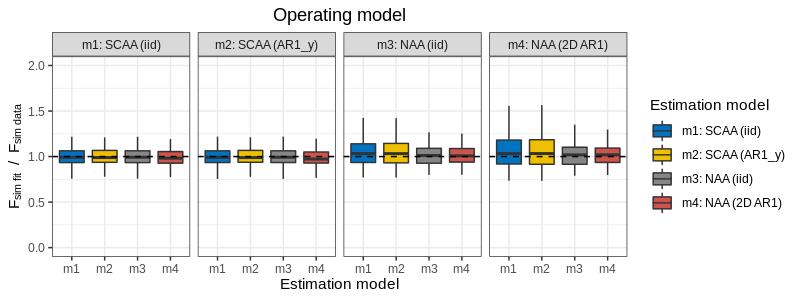 Operating model
m1: SCAA (iid)
m2: SCAA (AR1_y)
m3: NAA (iid)
m4: NAA (2D AR1)
2.0
1.5
1.0
0.5
0.0
Fsim fit / Fsim data
m1 m2 m3 m4
m1 m2 m3 m4
m1 m2 m3 m4
m1 m2 m3 m4
Estimation model
Estimation model
m1: SCAA (iid)
m2: SCAA (AR1_y)
m3: NAA (iid)
m4: NAA (2D AR1)